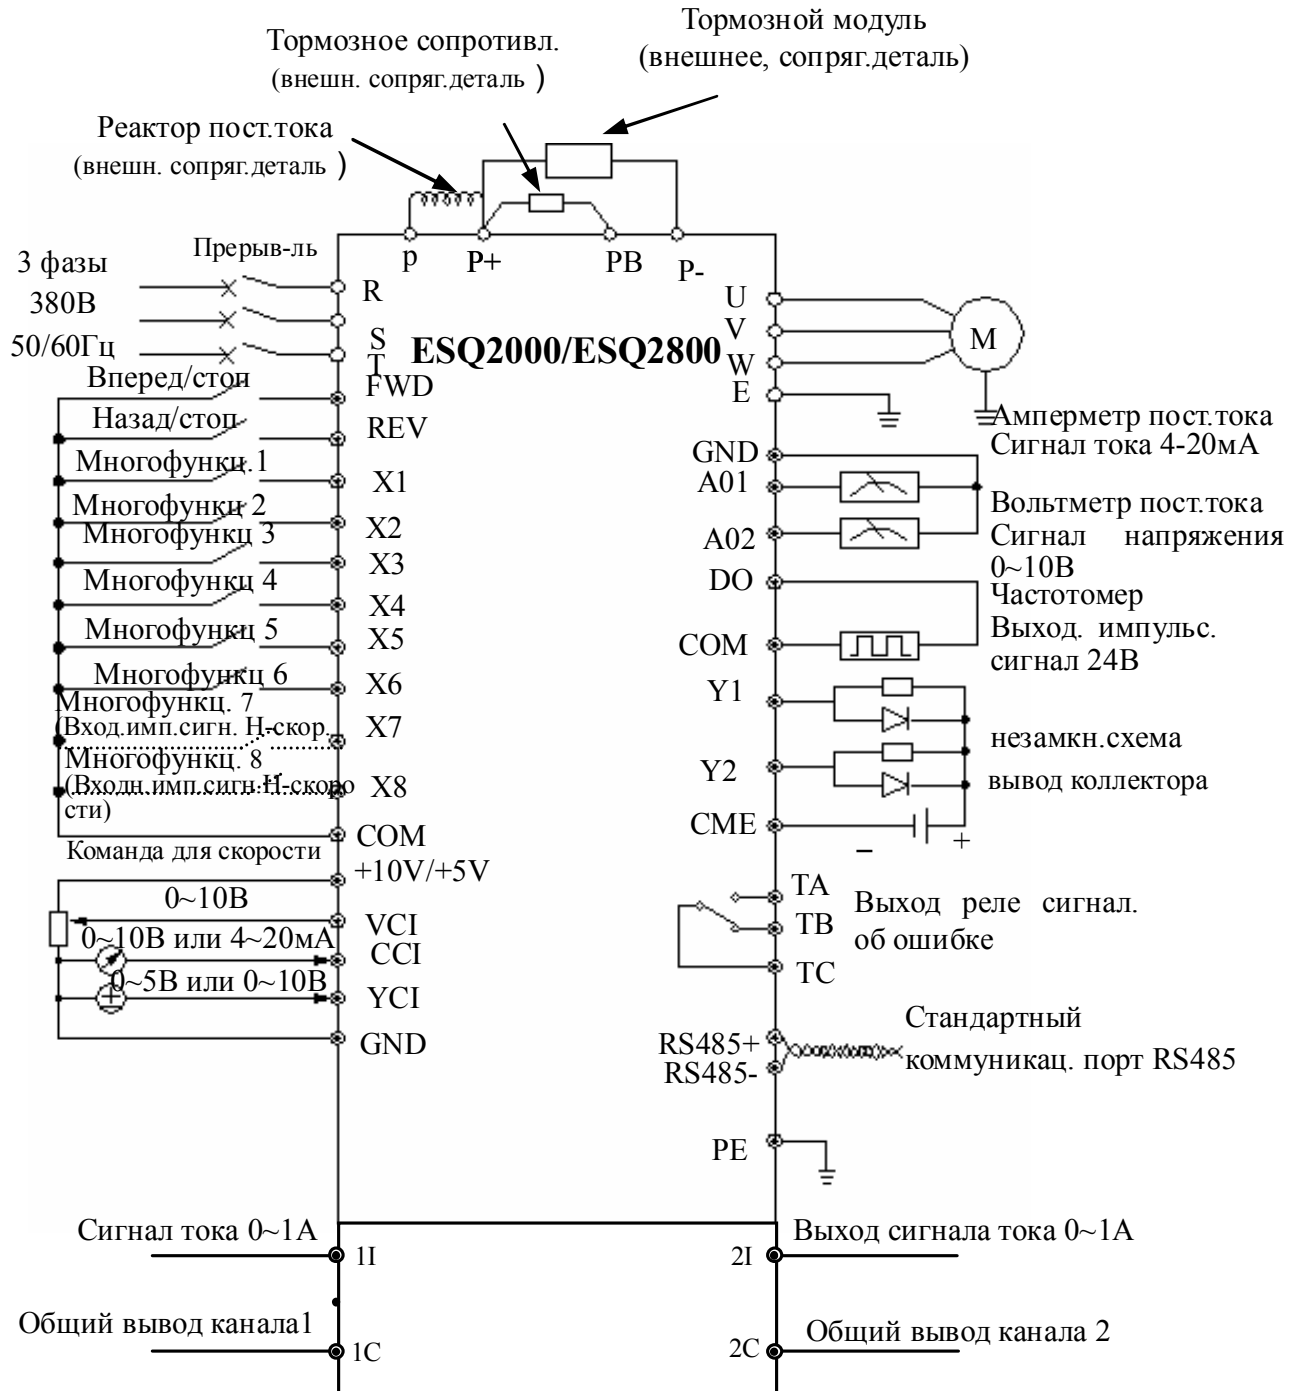 Тормозной модуль
(внешнее, сопряг.деталь)
Тормозное сопротивл.
(внешн. сопряг.деталь )
Реактор пост.тока
(внешн. сопряг.деталь )
p
P+
PB
P-
Прерыв-ль
3 фазы
380В
50/60Гц
R
S
T
ESQ2000/ESQ2800
U
V
W
E
M
Вперед/стоп
FWD
Назад/стоп
REV
Многофункц.1
X1
Многофункц 2
X2
Многофункц 3
X3
Многофункц 4
X4
Многофункц 5
X5
Многофункц 6
X6
Многофункц. 7
(Вход.имп.сигн. Н-скор.
X7
Многофункц. 8
(Входн.имп.сигн.Н-скоро
сти)
X8
COM
Команда для скорости
+10V/+5V
0~10В
VCI
0~10В или 4~20мА
CCI
0~5В или 0~10В
YCI
GND
GND
A01
A02
Амперметр пост.тока
Сигнал тока 4-20мА
Вольтметр пост.тока
Сигнал напряжения
0~10В
DO
COM
Частотомер
Выход. импульс.
сигнал 24В
Y1
Y2
CME
незамкн.схема
вывод коллектора
– +
TA
TB
TC
Выход реле сигнал.
об ошибке
RS485+
RS485-
Стандартный
коммуникац. порт RS485
PE
Сигнал тока 0~1А
1I
2I
Выход сигнала тока 0~1А
Общий вывод канала1
1C
2C
Общий вывод канала 2